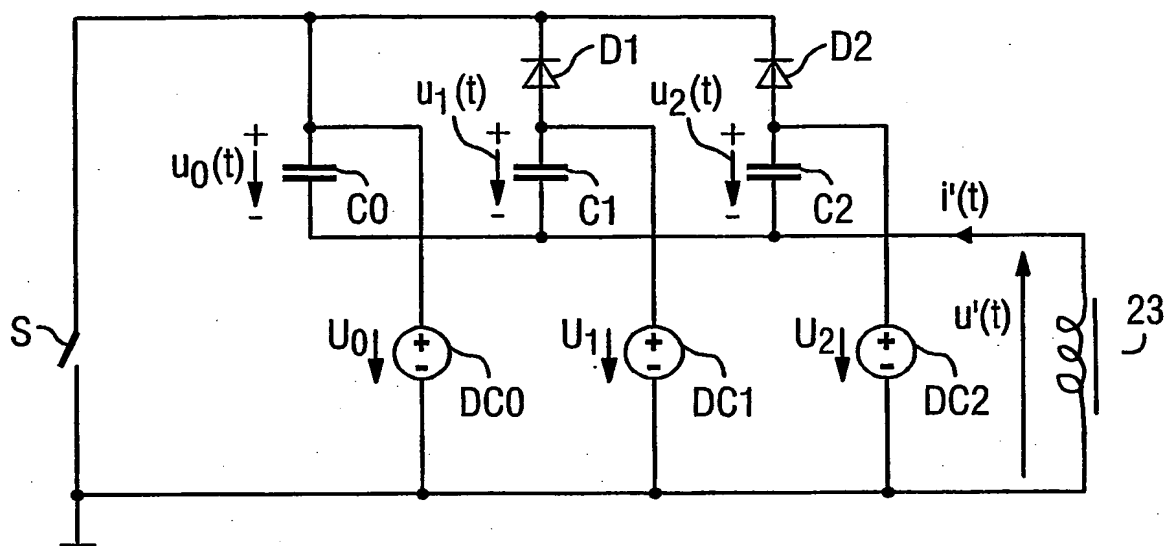 D1
D2
u1(t)
u2(t)
+
+
+
u0(t)
-
-
-
C0
C1
C2
i'(t)
S
U0
+
-
DC0
U1
+
-
DC1
U2
+
-
DC2
u'(t)
23